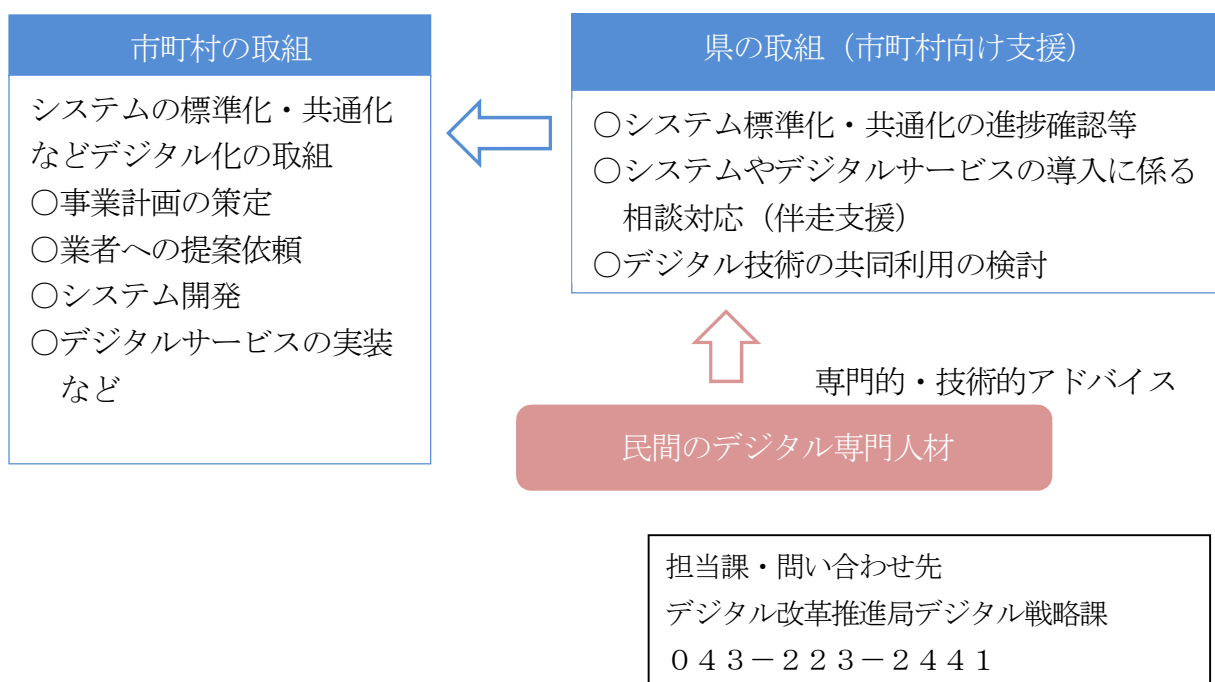 市町村の取組
システムの標準化・共通化
などデジタル化の取組
○事業計画の策定
○業者への提案依頼
○システム開発
○デジタルサービスの実装
など
県の取組（市町村向け支援）
○システム標準化・共通化の進捗確認等
○システムやデジタルサービスの導入に係る
相談対応（伴走支援）
○デジタル技術の共同利用の検討
専門的・技術的アドバイス
民間のデジタル専門人材
担当課・問い合わせ先
デジタル改革推進局デジタル戦略課
０４３－２２３－２４４１